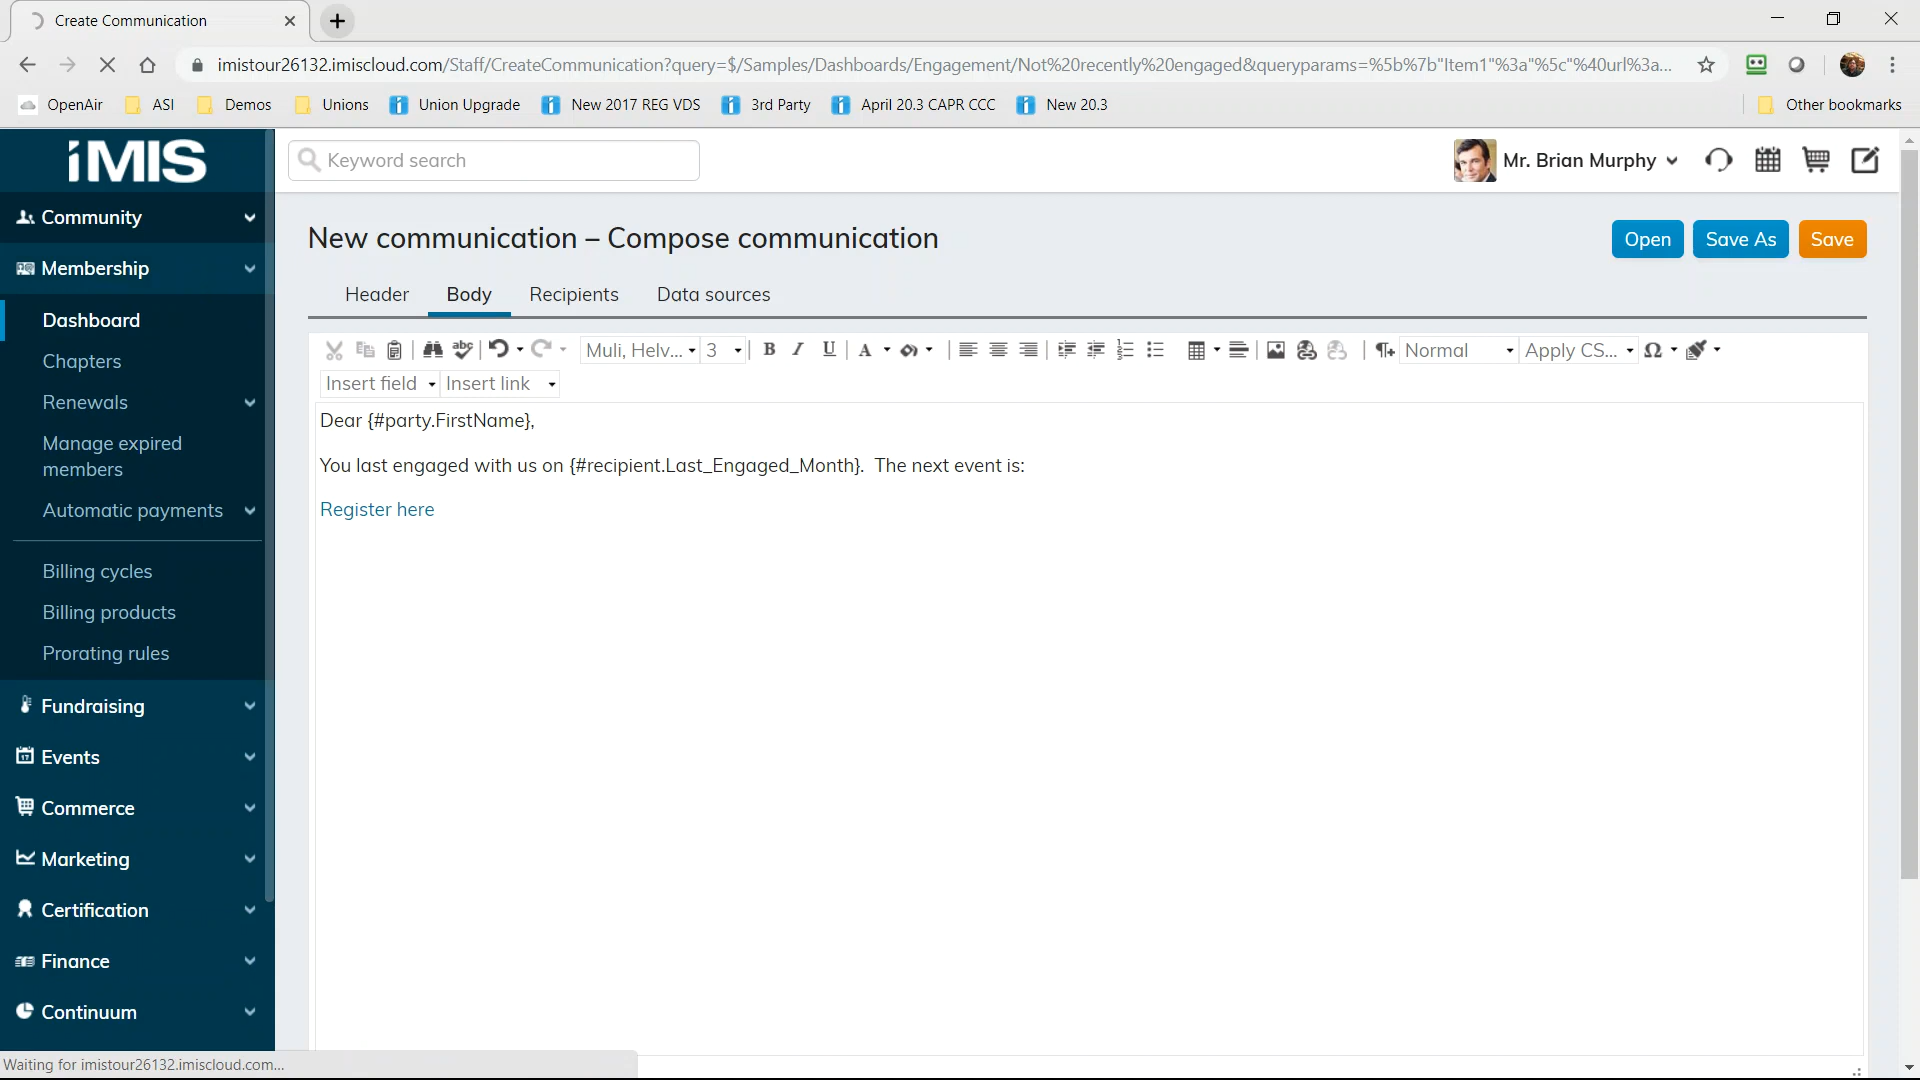 Create Communication
imistour26132.imiscloud.com/Staff/CreateCommunication?query=$/Samples/Dashboards/Engagement/Not%20recently%20engaged&queryparams=%5b%7b"Item1"%3a"%5c"%40url%3a...
OpenAir ASI Demos Unions Union Upgrade New 2017 REG VDS 3rd Party April 20.3 CAPR CCC New 20.3 Other bookmarks
iMIS
Keyword search
Mr. Brian Murphy
Community
Membership
Dashboard
Chapters
Renewals
Manage expired
members
Automatic payments
Billing cycles
Billing products
Prorating rules
Fundraising
Events
Commerce
Marketing
Certification
Finance
Continuum
New communication – Compose communication
Open Save As Save
Header Body Recipients Data sources
abc Muli, Helv... 3 B I U A Normal Apply CS... Ω
Insert field Insert link
Dear {#party.FirstName},
You last engaged with us on {#recipient.Last_Engaged_Month}. The next event is:
Register here
Waiting for imistour26132.imiscloud.com...